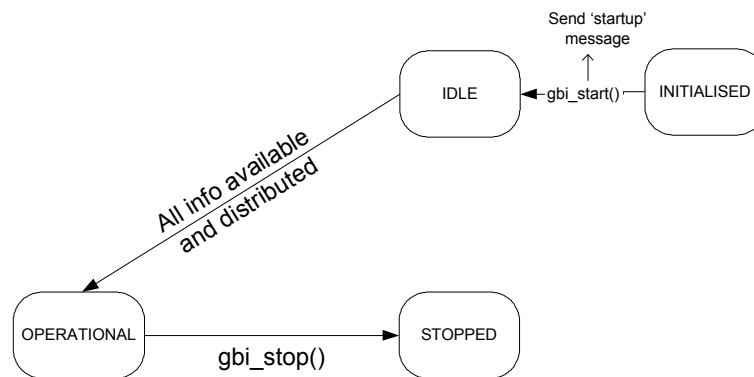 Send ‘startup’
message
IDLE
gbi_start()
INITIALISED
All info available
and distributed
OPERATIONAL
STOPPED
gbi_stop()